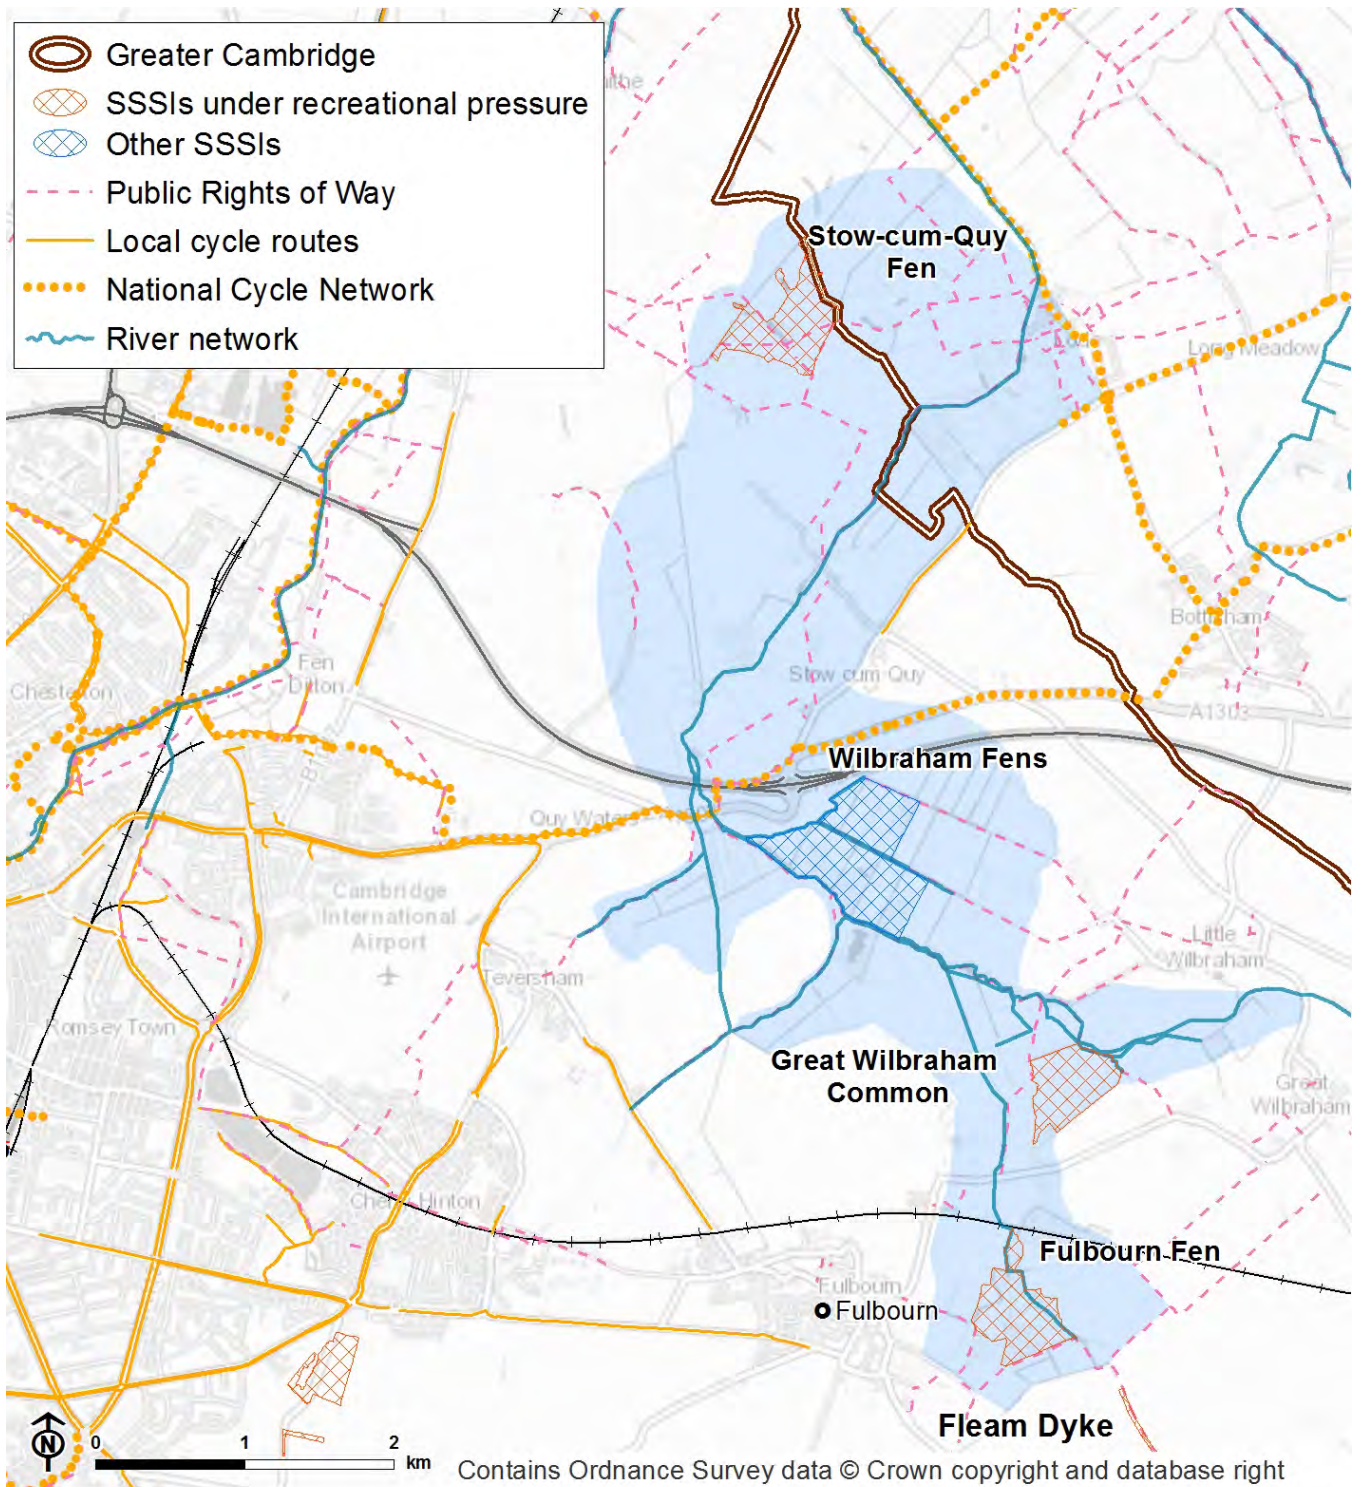 Greater Cambridge
SSSIs under recreational pressure
Other SSSIs
Public Rights of Way
Local cycle routes
National Cycle Network
River network
Stow-cum-Quy
Fen
Long Meadow
Bottisham
Chesterton
Fen
Ditton
Stow cum Quy
A1303
Wilbraham Fens
Quy Waters
Cambridge
International
Airport
Teversham
Little
Wilbraham
Romsey Town
Great Wilbraham
Common
Great
Wilbraham
Cherry Hinton
Fulbourn Fen
Fulbourn
Fulbourn
Fleam Dyke
N
0 1 2
km
Contains Ordnance Survey data © Crown copyright and database right